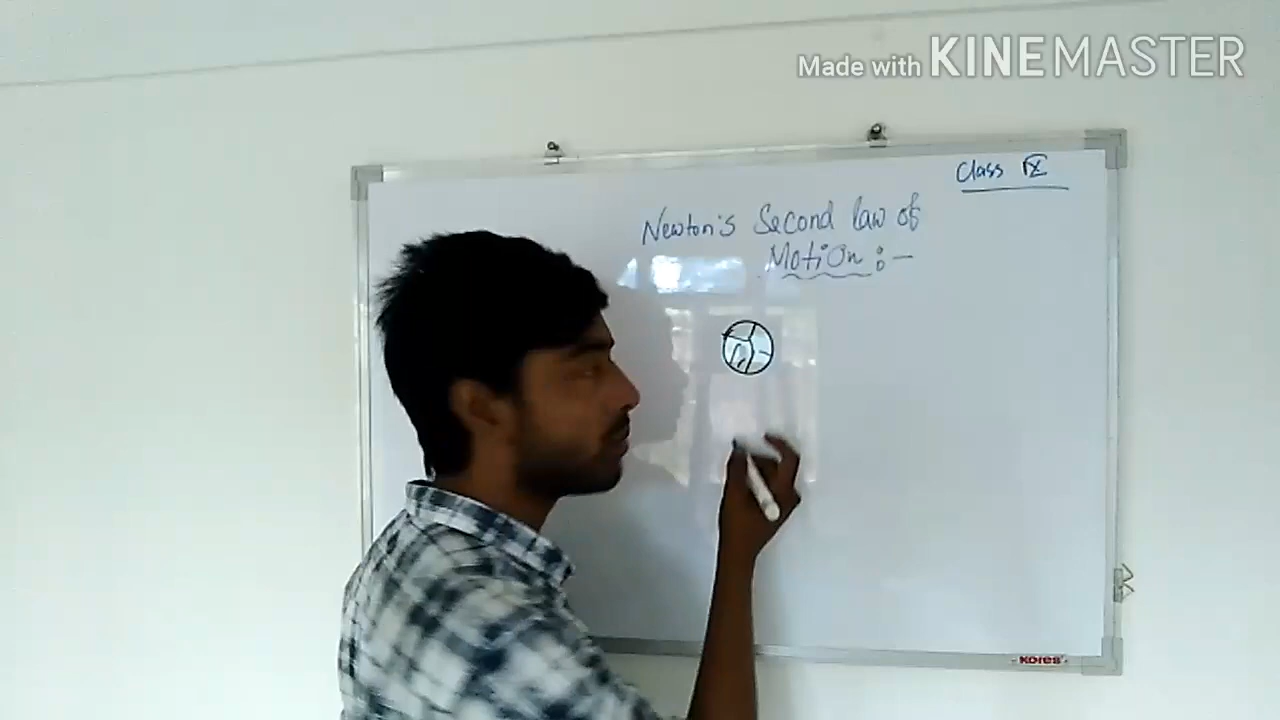 Made with KINEMASTER
Class IX
Newton's Second law of
Motion :-
KORES